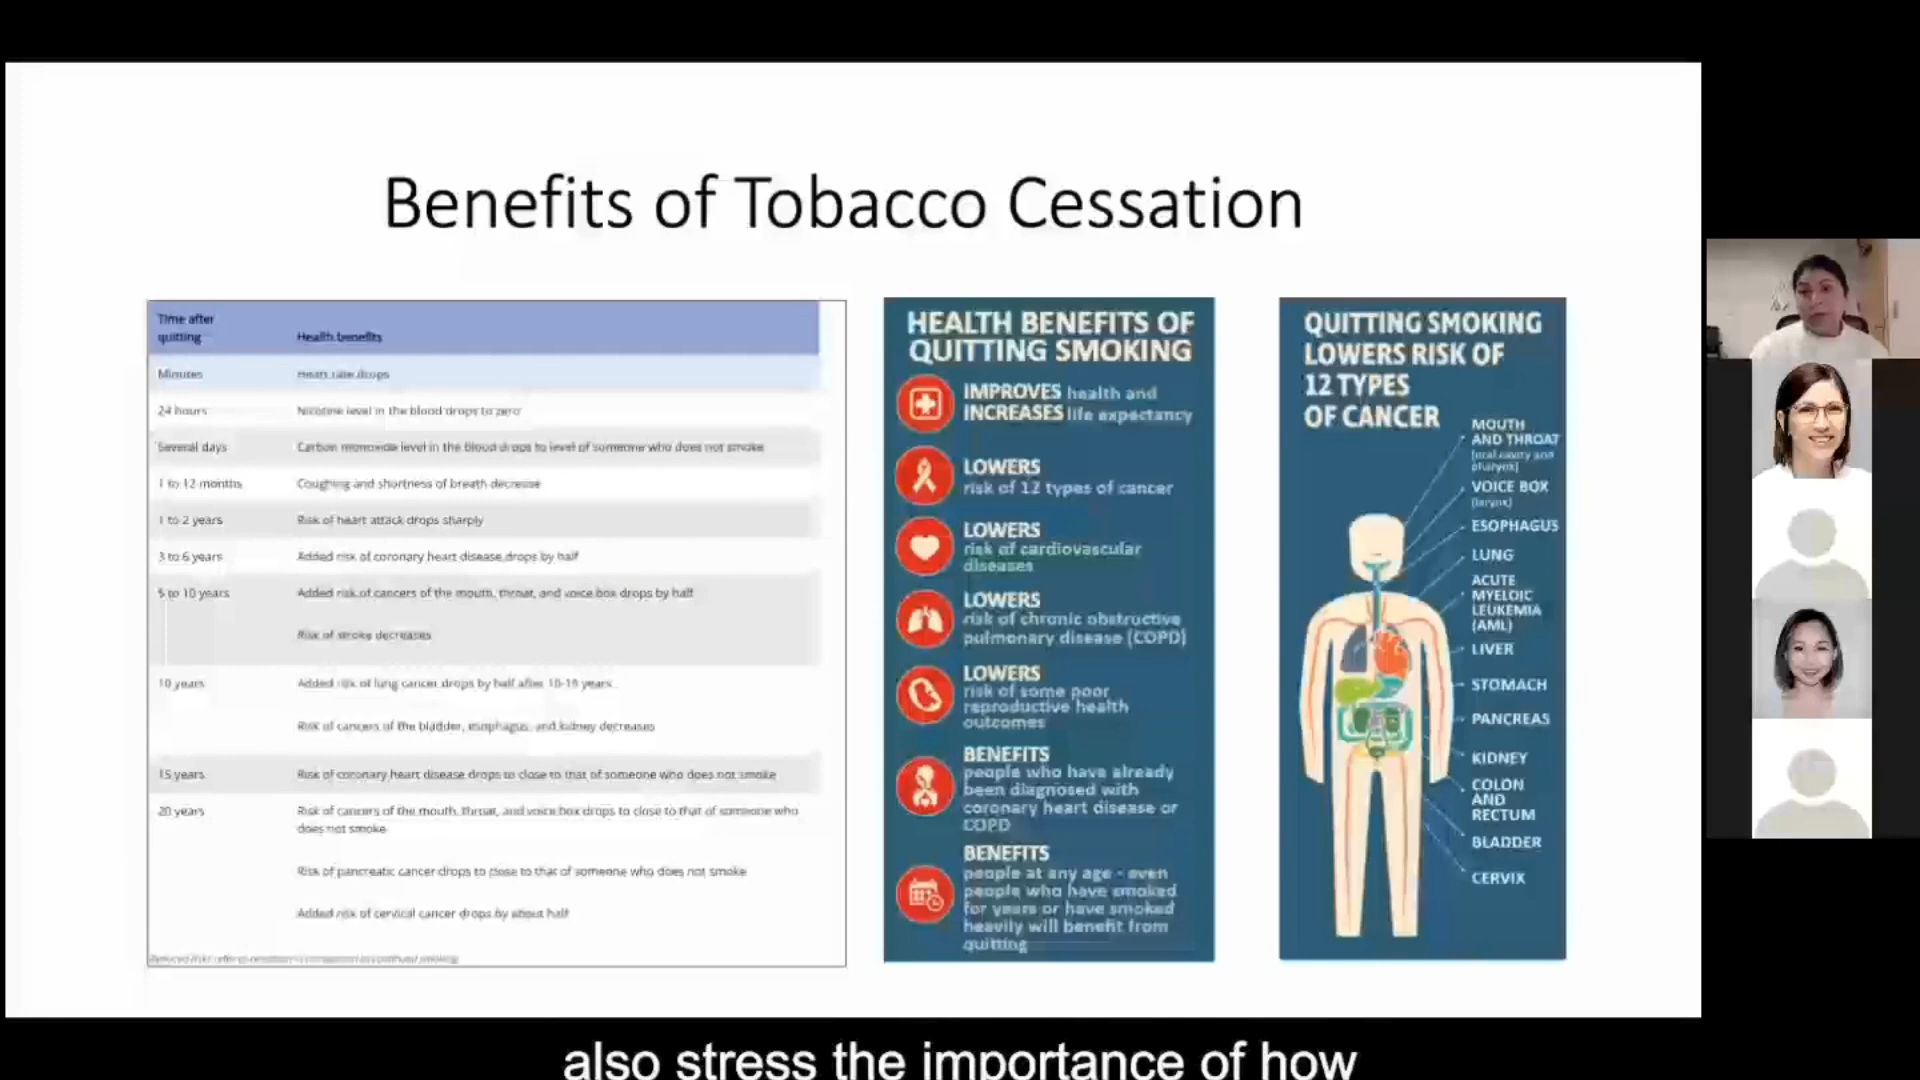 Benefits of Tobacco Cessation
Time after
quitting
Health benefits
Minutes
Heart rate drops
24 hours
Nicotine level in the blood drops to zero
Several days
Carbon monoxide level in the blood drops to level of someone who does not smoke
1 to 12 months
Coughing and shortness of breath decrease
1 to 2 years
Risk of heart attack drops sharply
3 to 6 years
Added risk of coronary heart disease drops by half
5 to 10 years
Added risk of cancers of the mouth, throat, and voice box drops by half
Risk of stroke decreases
10 years
Added risk of lung cancer drops by half after 10-15 years
Risk of cancers of the bladder, esophagus, and kidney decreases
15 years
Risk of coronary heart disease drops to close to that of someone who does not smoke
20 years
Risk of cancers of the mouth, throat, and voice box drops to close to that of someone who
does not smoke
Risk of pancreatic cancer drops to close to that of someone who does not smoke
Added risk of cervical cancer drops by about half
HEALTH BENEFITS OF
QUITTING SMOKING
IMPROVES health and
INCREASES life expectancy
LOWERS
risk of 12 types of cancer
LOWERS
risk of cardiovascular
diseases
LOWERS
risk of chronic obstructive
pulmonary disease (COPD)
LOWERS
risk of some poor
reproductive health
outcomes
BENEFITS
people who have already
been diagnosed with
coronary heart disease or
COPD
BENEFITS
people at any age - even
people who have smoked
for years or have smoked
heavily will benefit from
quitting
QUITTING SMOKING
LOWERS RISK OF
12 TYPES
OF CANCER
MOUTH
AND THROAT
(oral cavity and
pharynx)
VOICE BOX
(larynx)
ESOPHAGUS
LUNG
ACUTE
MYELOIC
LEUKEMIA
(AML)
LIVER
STOMACH
PANCREAS
KIDNEY
COLON
AND
RECTUM
BLADDER
CERVIX
also stress the importance of how